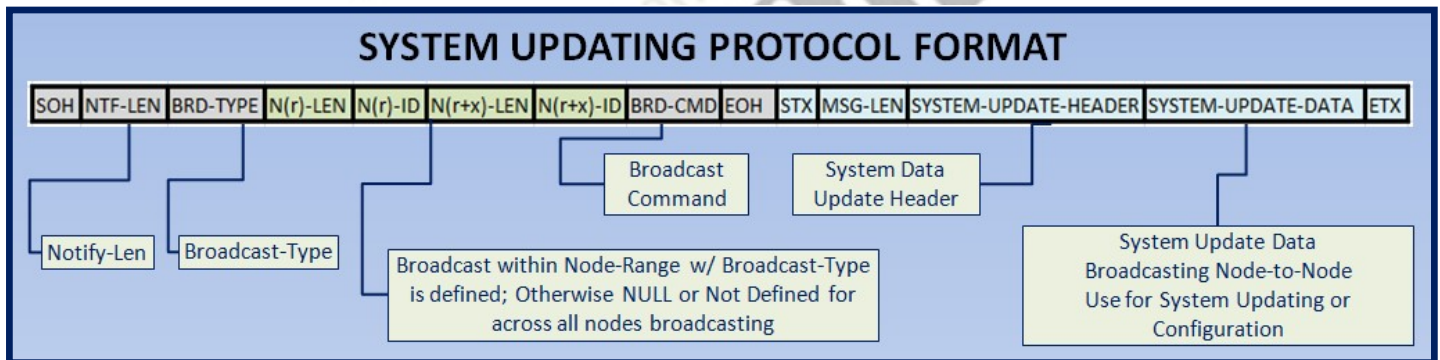 SYSTEM UPDATING PROTOCOL FORMAT
SOH NTF-LEN BRD-TYPE N(r)-LEN N(r)-ID N(r+x)-LEN N(r+x)-ID BRD-CMD EOH STX MSG-LEN SYSTEM-UPDATE-HEADER SYSTEM-UPDATE-DATA ETX
Notify-Len
Broadcast-Type
Broadcast within Node-Range w/ Broadcast-Type
is defined; Otherwise NULL or Not Defined for
across all nodes broadcasting
Broadcast
Command
System Data
Update Header
System Update Data
Broadcasting Node-to-Node
Use for System Updating or
Configuration